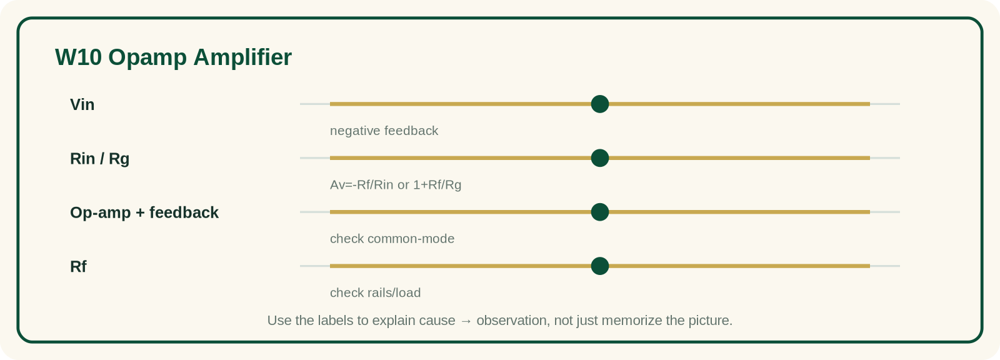 W10 Opamp Amplifier
Vin
negative feedback
Rin / Rg
Av=-Rf/Rin or 1+Rf/Rg
Op-amp + feedback
check common-mode
Rf
check rails/load
Use the labels to explain cause → observation, not just memorize the picture.